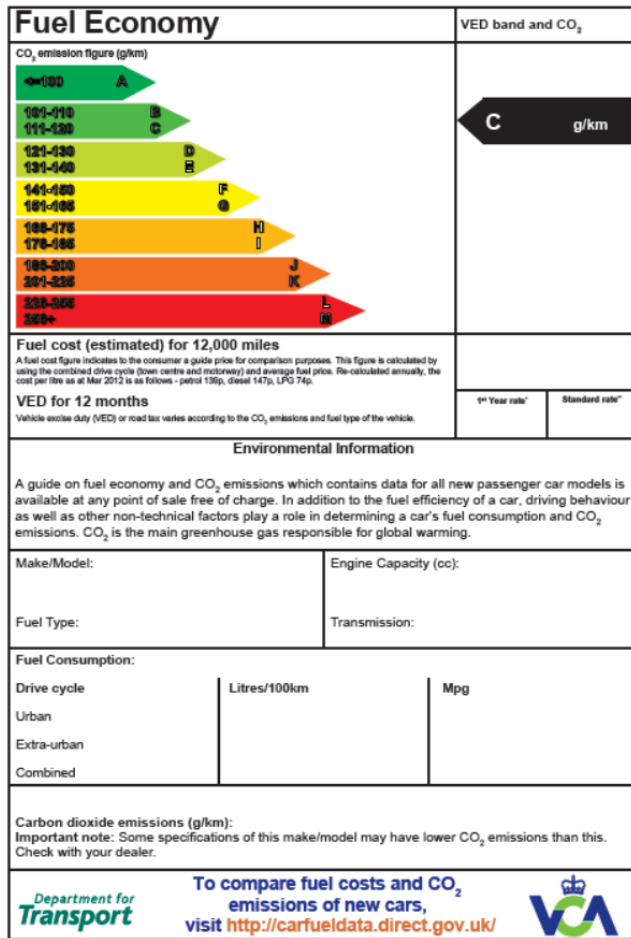 Fuel Economy
VED band and CO₂
CO₂ emission figure (g/km)
<=100 A
101-110 B
111-120 C
C g/km
121-130 D
131-140 E
141-150 F
151-165 G
166-175 H
176-185 I
186-200 J
201-225 K
226-255 L
256+ M
Fuel cost (estimated) for 12,000 miles
A fuel cost figure indicates to the consumer a guide price for comparison purposes. This figure is calculated by
using the combined drive cycle (town centre and motorway) and average fuel price. Re-calculated annually, the
cost per litre as at Mar 2012 is as follows - petrol 139p, diesel 147p, LPG 74p.
VED for 12 months
Vehicle excise duty (VED) or road tax varies according to the CO₂ emissions and fuel type of the vehicle.
1st Year rate*
Standard rate**
Environmental Information
A guide on fuel economy and CO₂ emissions which contains data for all new passenger car models is
available at any point of sale free of charge. In addition to the fuel efficiency of a car, driving behaviour
as well as other non-technical factors play a role in determining a car's fuel consumption and CO₂
emissions. CO₂ is the main greenhouse gas responsible for global warming.
Make/Model:
Engine Capacity (cc):
Fuel Type:
Transmission:
Fuel Consumption:
Drive cycle
Litres/100km
Mpg
Urban
Extra-urban
Combined
Carbon dioxide emissions (g/km):
Important note: Some specifications of this make/model may have lower CO₂ emissions than this.
Check with your dealer.
Department for
Transport
To compare fuel costs and CO₂
emissions of new cars,
visit http://carfueldata.direct.gov.uk/
VCA